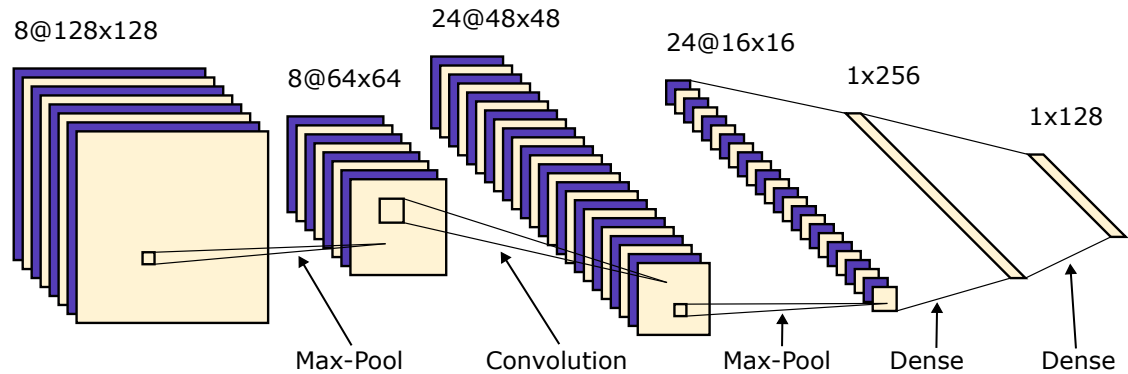 8@128x128
8@64x64
24@48x48
24@16x16
1x256
1x128
Max-Pool
Convolution
Max-Pool
Dense
Dense